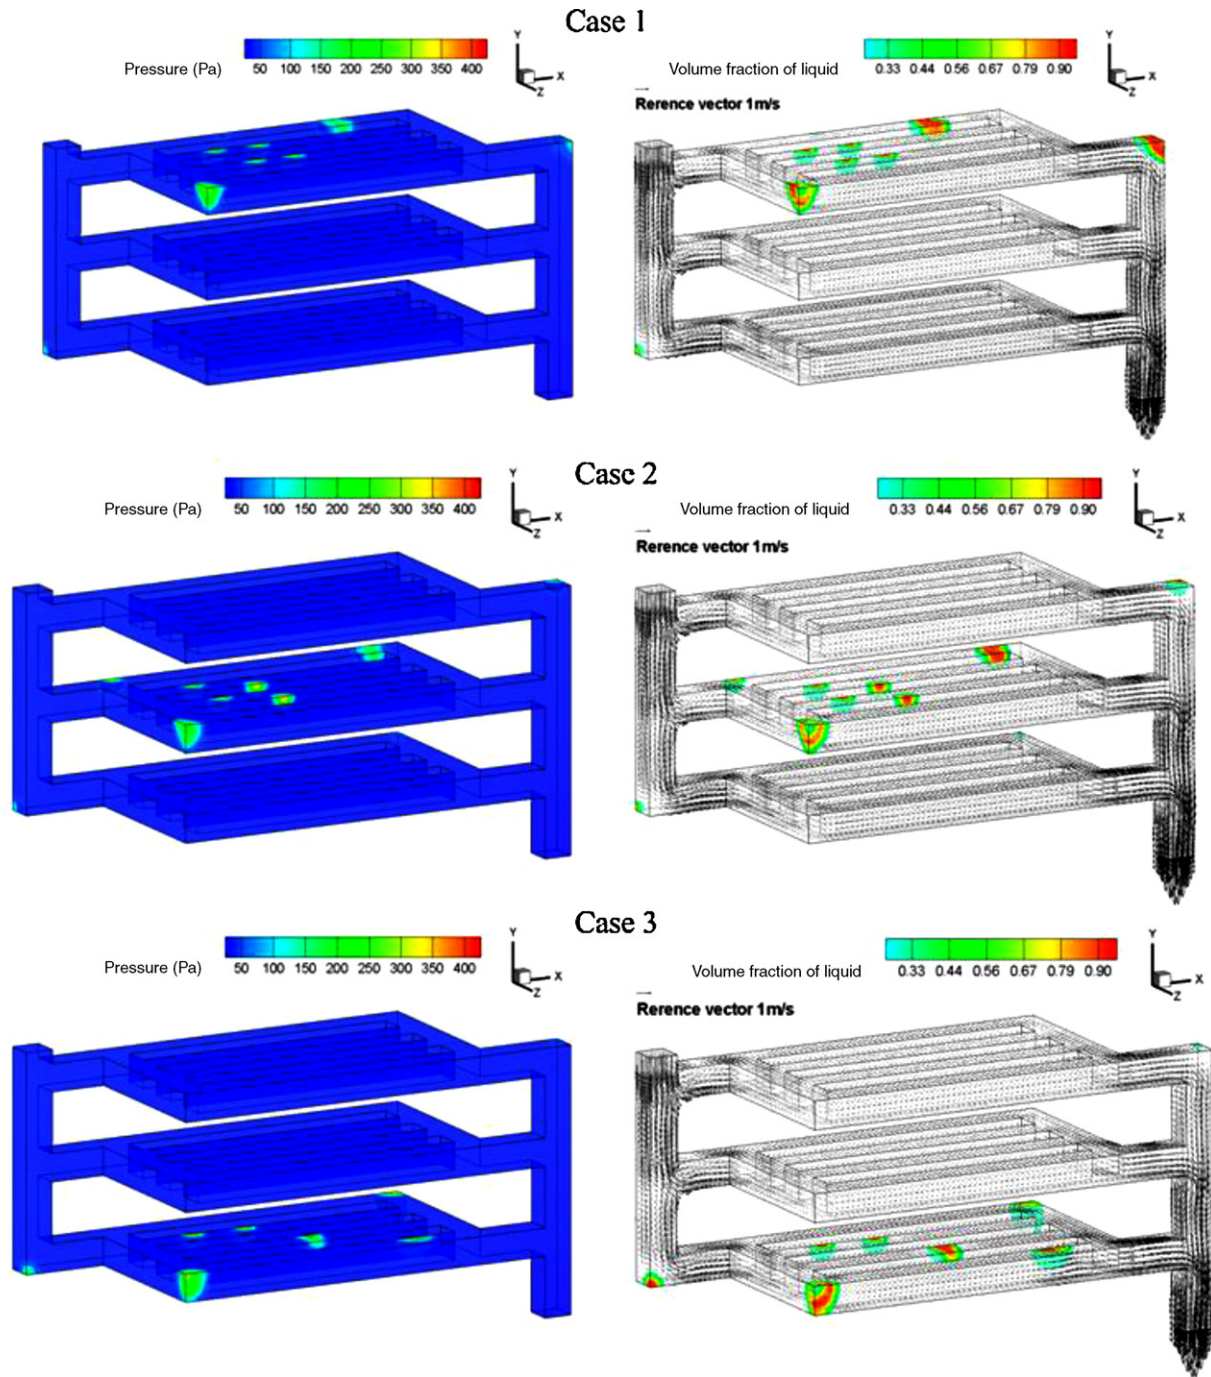 Case 1
Pressure (Pa)
50 100 150 200 250 300 350 400
Y
X
Z
Volume fraction of liquid
0.33 0.44 0.56 0.67 0.79 0.90
Y
X
Z
Rerence vector 1m/s
Case 2
Pressure (Pa)
50 100 150 200 250 300 350 400
Y
X
Z
Volume fraction of liquid
0.33 0.44 0.56 0.67 0.79 0.90
Y
X
Z
Rerence vector 1m/s
Case 3
Pressure (Pa)
50 100 150 200 250 300 350 400
Y
X
Z
Volume fraction of liquid
0.33 0.44 0.56 0.67 0.79 0.90
Y
X
Z
Rerence vector 1m/s